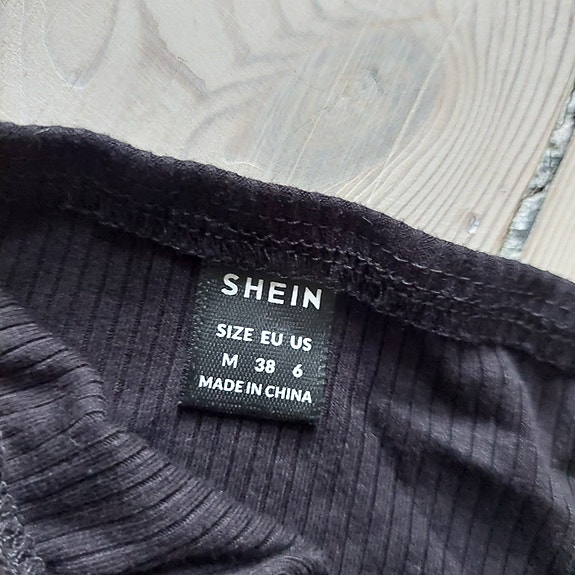 SHEIN
SIZE EU US
M 38 6
MADE IN CHINA